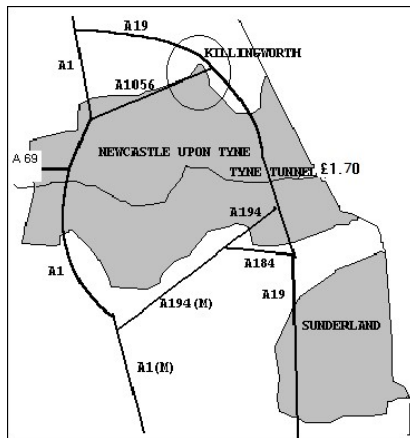 A19
KILLINGWORTH
A1
A1056
NEWCASTLE UPON TYNE
A 69
TYNE TUNNEL £1.70
A194
A184
A1
A19
A194(M)
SUNDERLAND
A1(M)